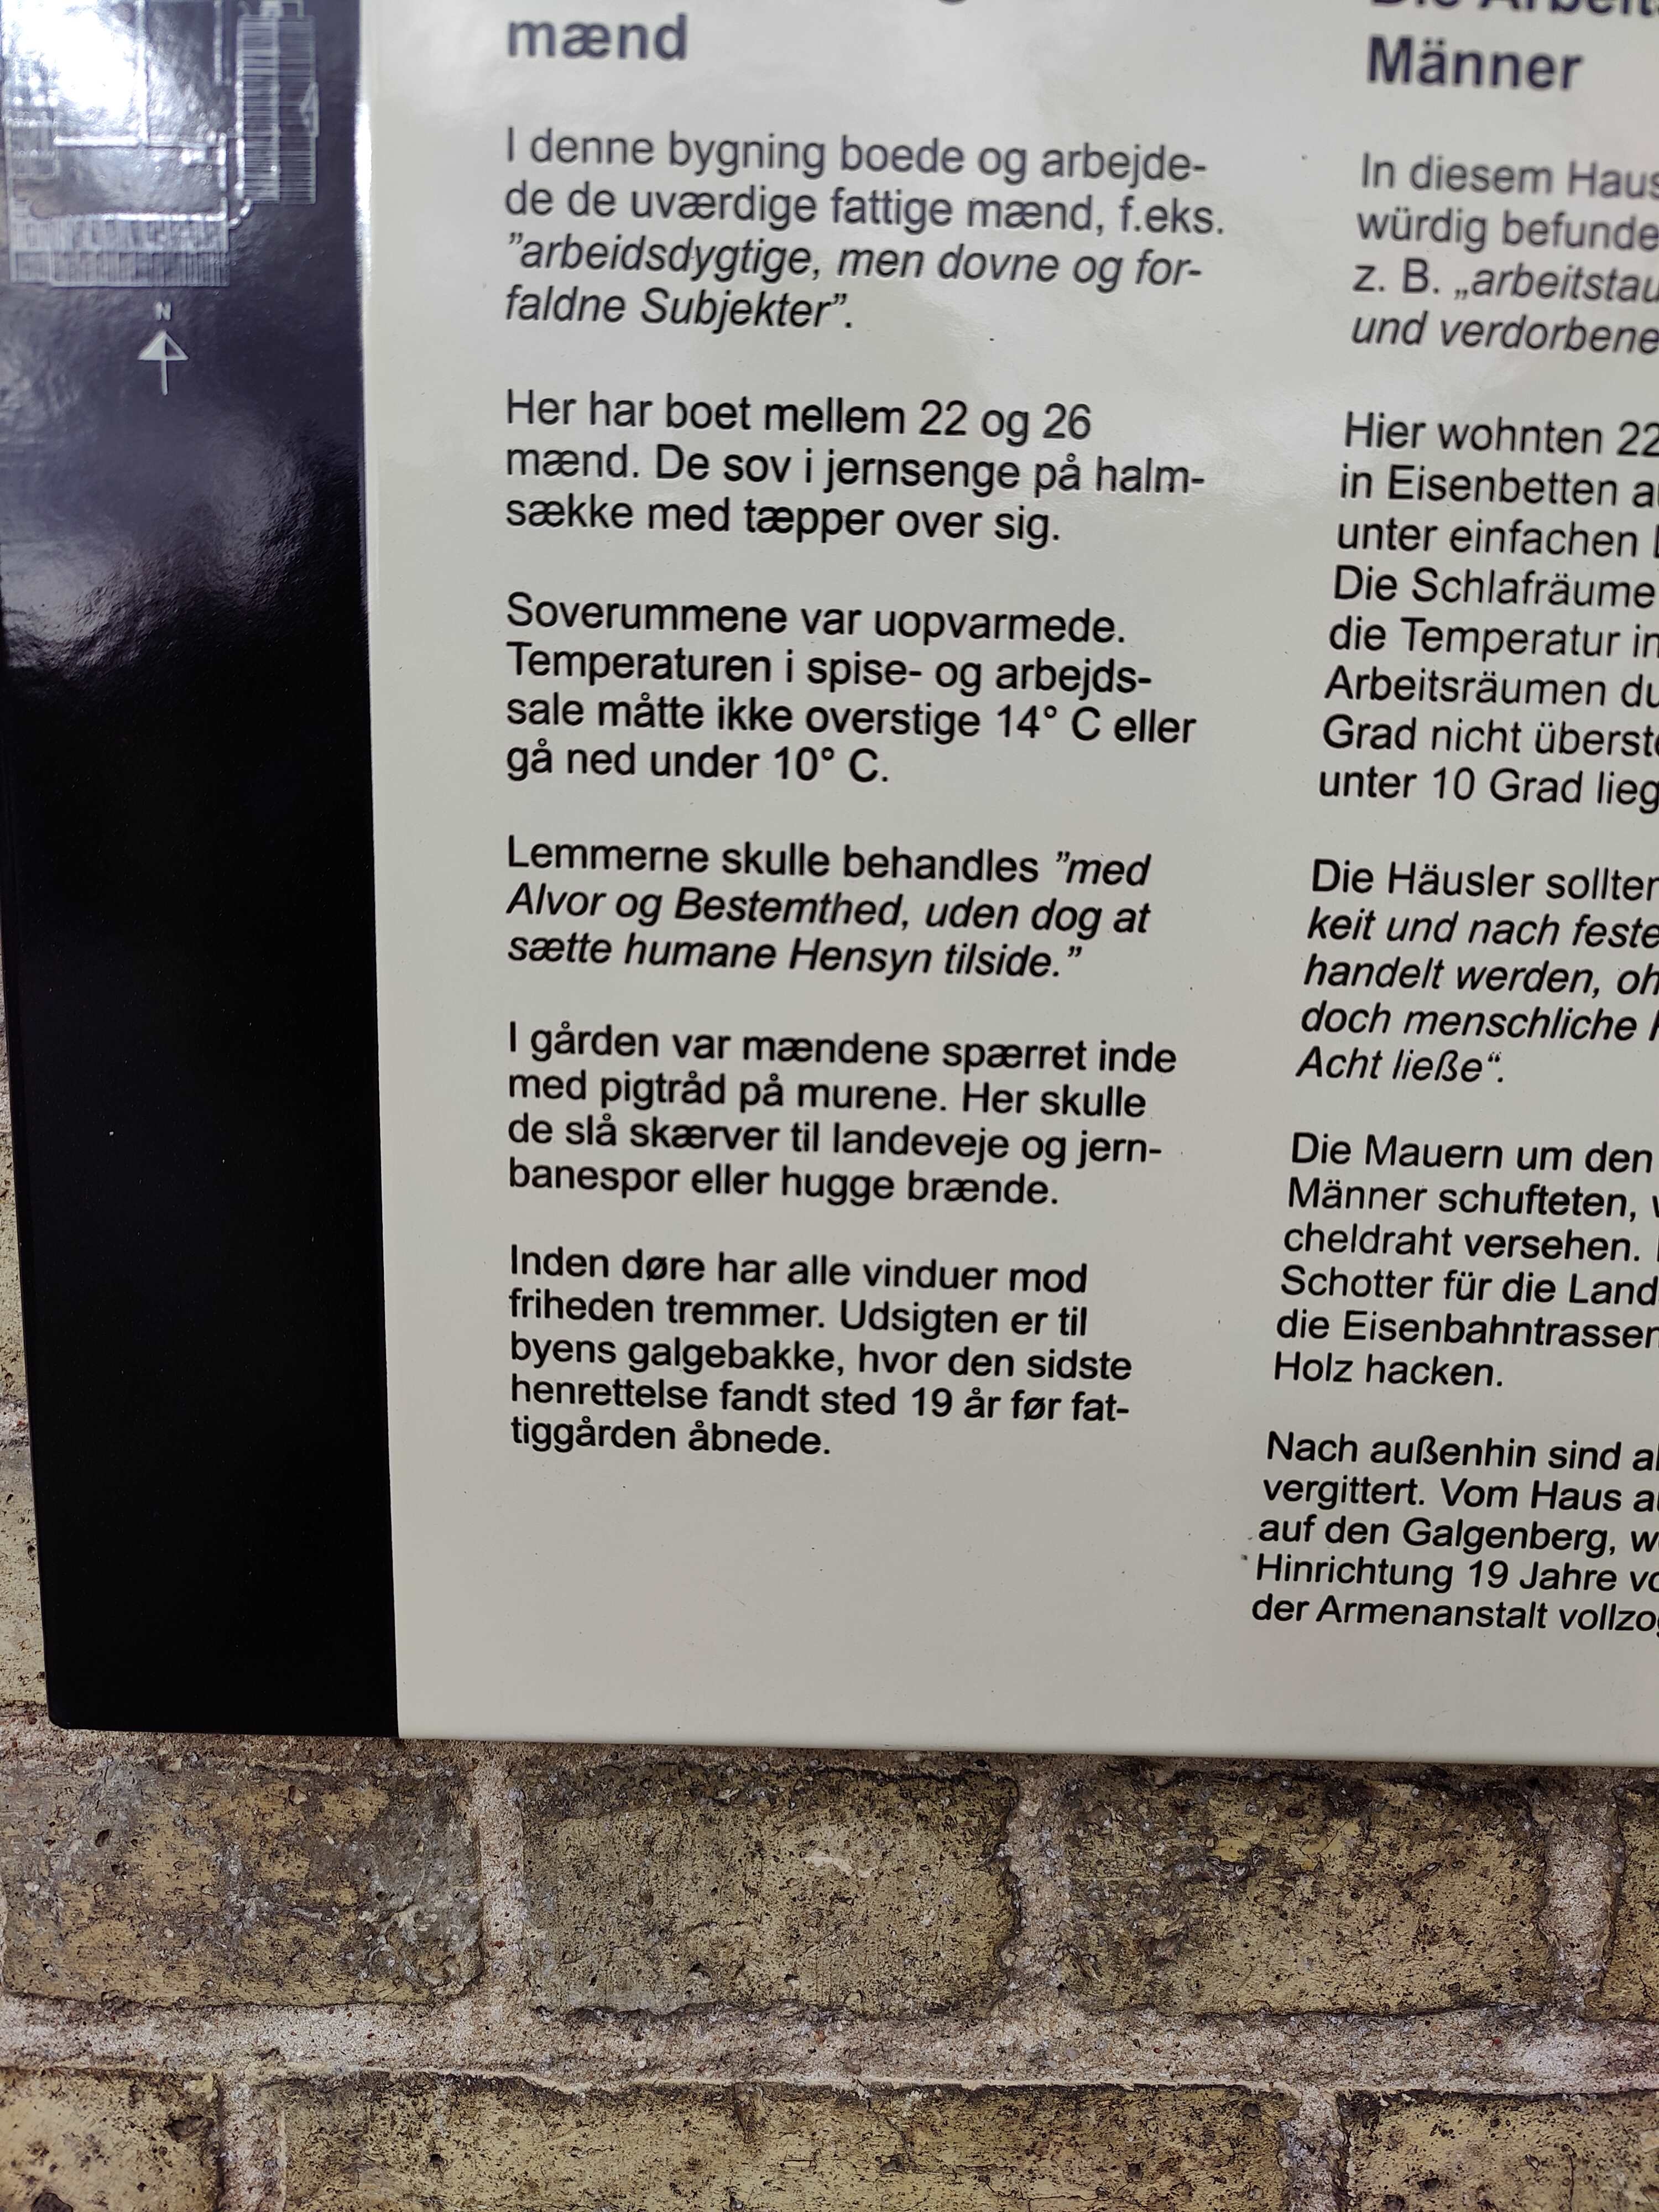 mænd
I denne bygning boede og arbejde-
de de uværdige fattige mænd, f.eks.
”arbeidsdygtige, men dovne og for-
faldne Subjekter”.
Her har boet mellem 22 og 26
mænd. De sov i jernsenge på halm-
sække med tæpper over sig.
Soverummene var uopvarmede.
Temperaturen i spise- og arbejds-
sale måtte ikke overstige 14° C eller
gå ned under 10° C.
Lemmerne skulle behandles ”med
Alvor og Bestemthed, uden dog at
sætte humane Hensyn tilside.”
I gården var mændene spærret inde
med pigtråd på murene. Her skulle
de slå skærver til landeveje og jern-
banespor eller hugge brænde.
Inden døre har alle vinduer mod
friheden tremmer. Udsigten er til
byens galgebakke, hvor den sidste
henrettelse fandt sted 19 år før fat-
tiggården åbnede.
Die
Männer
In diesem Haus
würdig befunde
z. B. „arbeitstau
und verdorbene
Hier wohnten 22
in Eisenbetten
unter einfachen
Die Schlafräume
die Temperatur in
Arbeitsräumen du
Grad nicht überste
unter 10 Grad lieg
Die Häusler sollten
keit und nach feste
handelt werden, oh
doch menschliche
Acht ließe“.
Die Mauern um den
Männer schufteten,
cheldraht versehen.
Schotter für die Land
die Eisenbahntrassen
Holz hacken.
Nach außenhin sind
vergittert. Vom Haus
auf den Galgenberg,
Hinrichtung 19 Jahre
der Armenanstalt vollzog
N